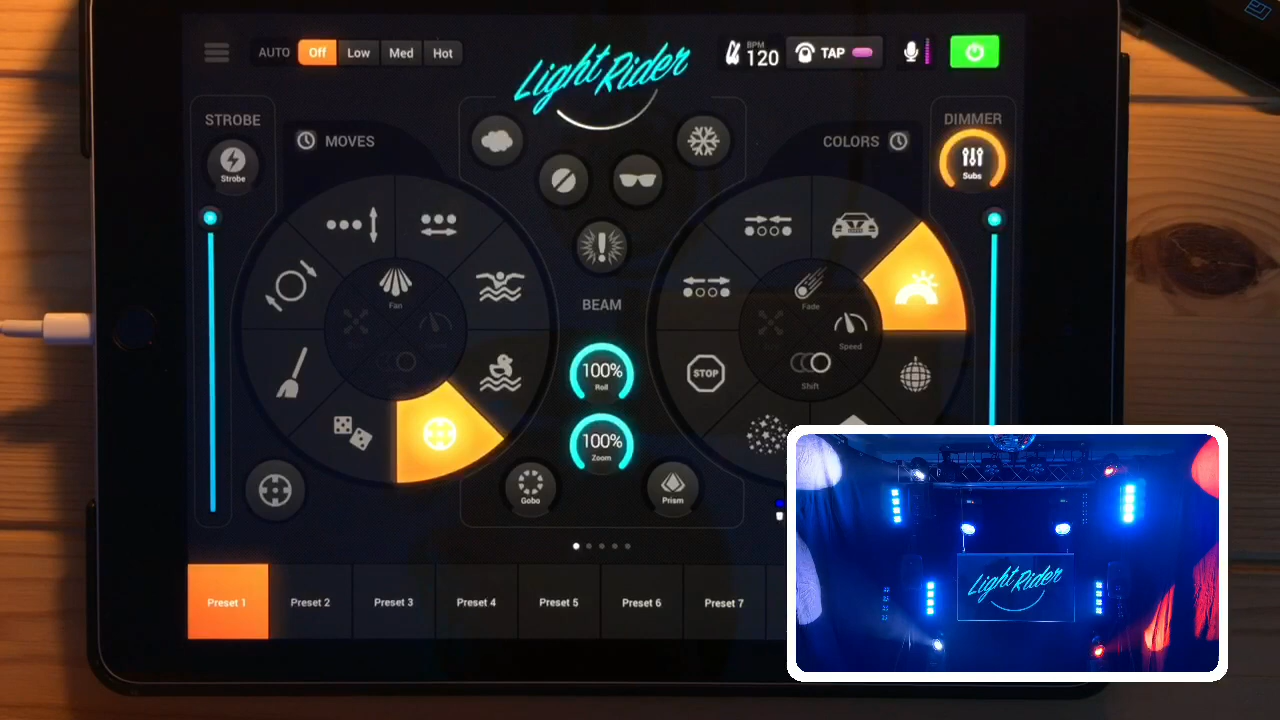 AUTO Off Low Med Hot
Light Rider
BPM
120
TAP
STROBE
Strobe
MOVES
COLORS
DIMMER
Subs
Fan
Fade
Speed
Shift
STOP
BEAM
100%
Roll
100%
Zoom
Gobo
Prism
Preset 1
Preset 2
Preset 3
Preset 4
Preset 5
Preset 6
Preset 7
Light Rider